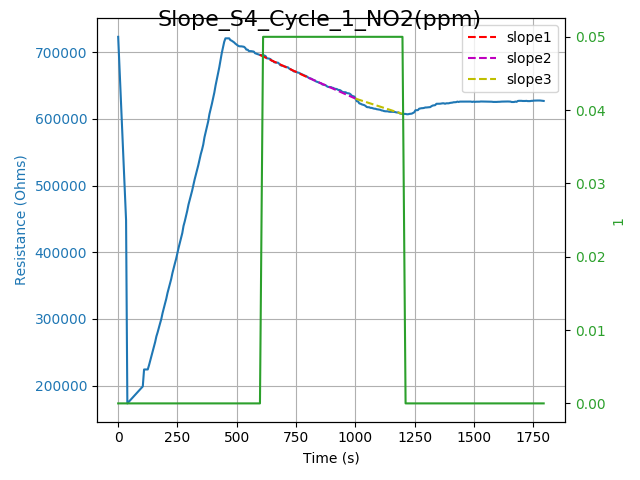 Slope_S4_Cycle_1_NO2(ppm)
slope1
slope2
slope3
700000
600000
500000
400000
300000
200000
Resistance (Ohms)
0.05
0.04
0.03
0.02
0.01
0.00
1
0 250 500 750 1000 1250 1500 1750
Time (s)